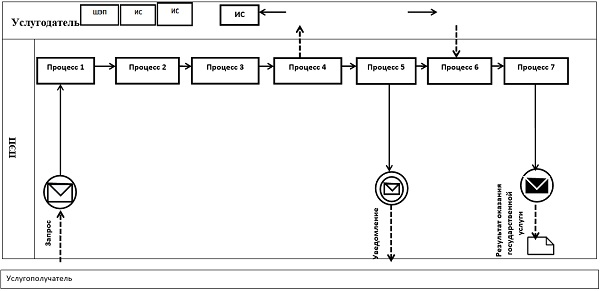 Услугодатель
ШЭП
ИС
ИС
ИС
ПЭП
Процесс 1
Процесс 2
Процесс 3
Процесс 4
Процесс 5
Процесс 6
Процесс 7
Запрос
Уведомление
Результат оказания
государственной
услуги
Услугополучатель